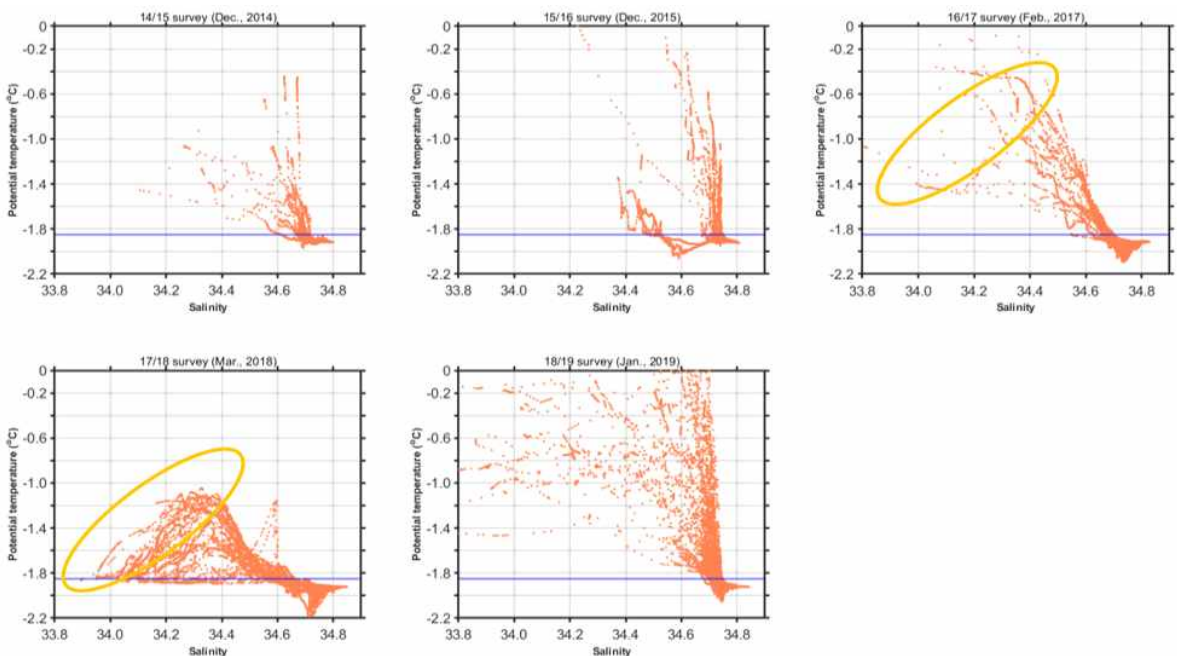 14/15 survey (Dec., 2014)
0
-0.2
-0.6
-1.0
-1.4
-1.8
-2.2
Potential temperature (°C)
33.8 34.0 34.2 34.4 34.6 34.8
Salinity
15/16 survey (Dec., 2015)
0
-0.2
-0.6
-1.0
-1.4
-1.8
-2.2
Potential temperature (°C)
33.8 34.0 34.2 34.4 34.6 34.8
Salinity
16/17 survey (Feb., 2017)
0
-0.2
-0.6
-1.0
-1.4
-1.8
-2.2
Potential temperature (°C)
33.8 34.0 34.2 34.4 34.6 34.8
Salinity
17/18 survey (Mar., 2018)
0
-0.2
-0.6
-1.0
-1.4
-1.8
-2.2
Potential temperature (°C)
33.8 34.0 34.2 34.4 34.6 34.8
Salinity
18/19 survey (Jan., 2019)
0
-0.2
-0.6
-1.0
-1.4
-1.8
-2.2
Potential temperature (°C)
33.8 34.0 34.2 34.4 34.6 34.8
Salinity